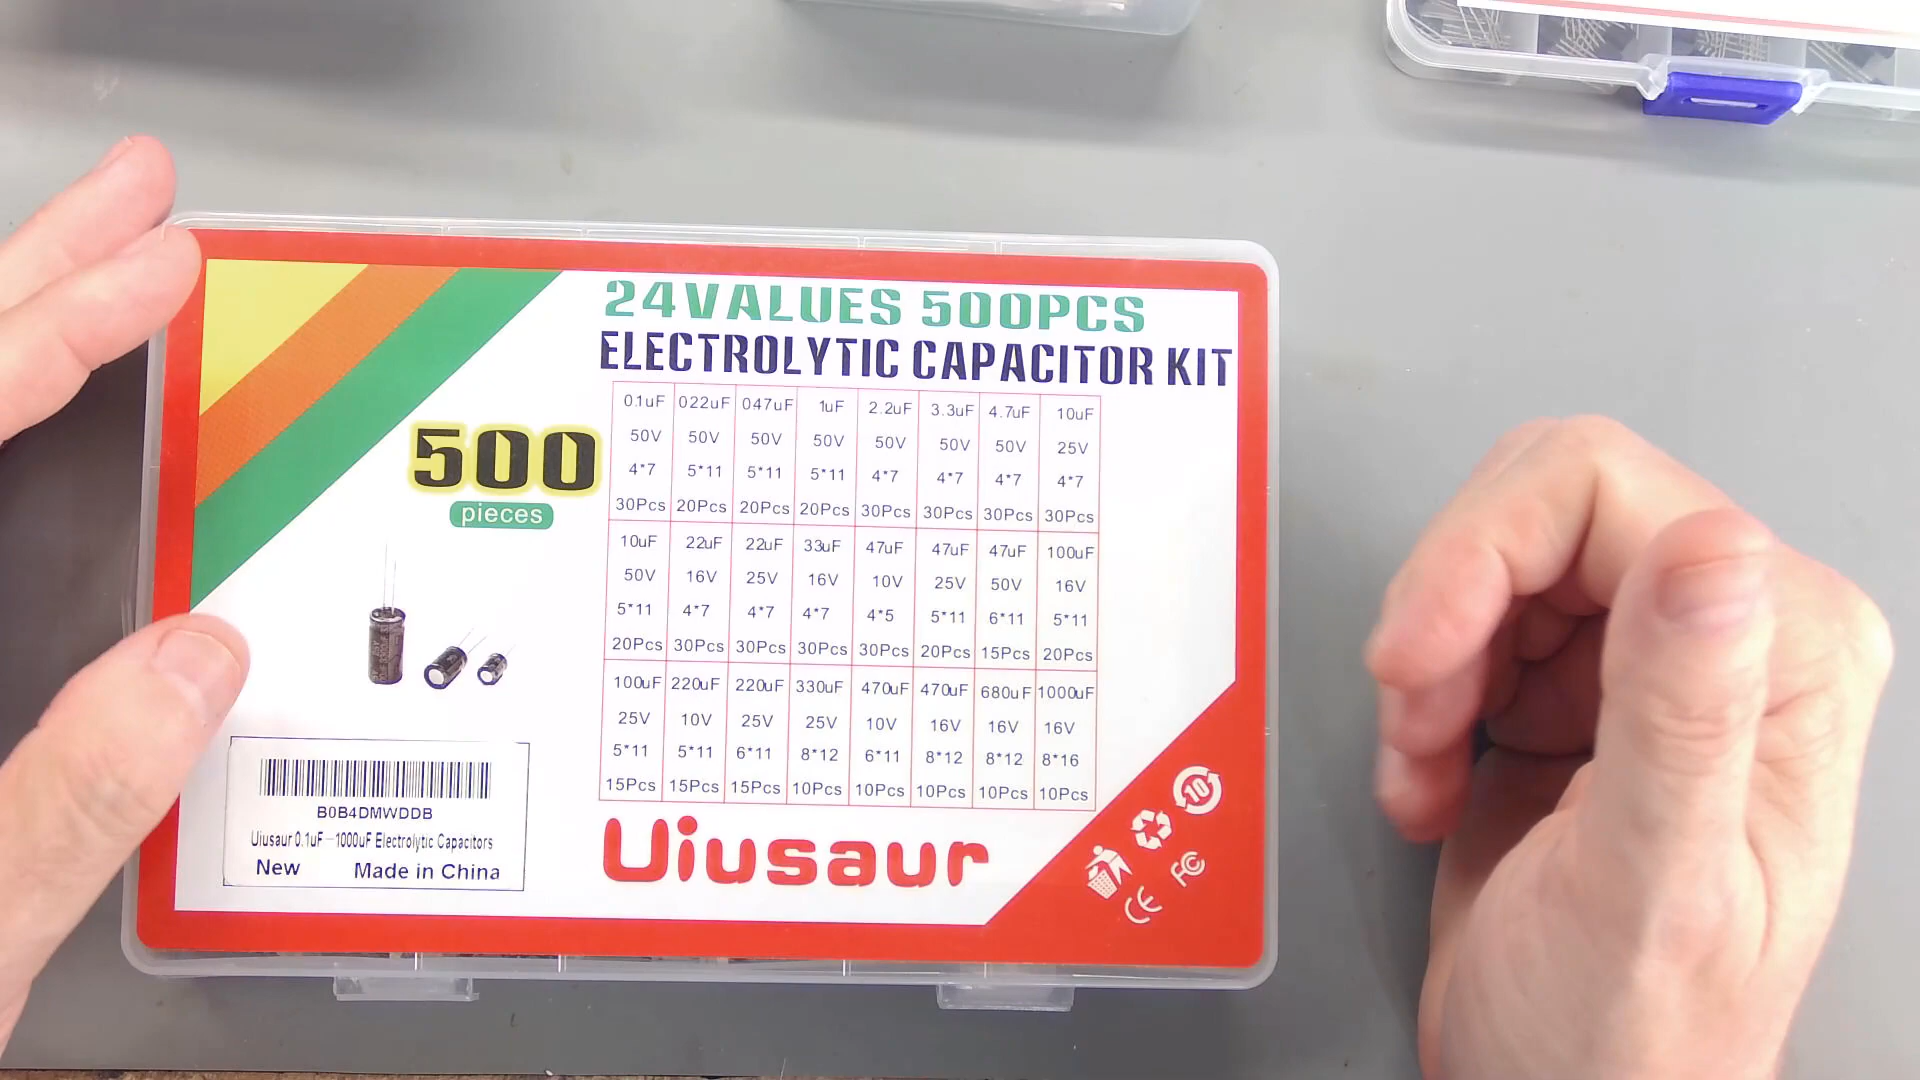 24VALUES 500PCS
ELECTROLYTIC CAPACITOR KIT
500
pieces
0.1uF 022uF 047uF 1uF 2.2uF 3.3uF 4.7uF 10uF
50V 50V 50V 50V 50V 50V 50V 25V
4*7 5*11 5*11 5*11 4*7 4*7 4*7 4*7
30Pcs 20Pcs 20Pcs 20Pcs 30Pcs 30Pcs 30Pcs 30Pcs
10uF 22uF 22uF 33uF 47uF 47uF 47uF 100uF
50V 16V 25V 16V 10V 25V 50V 16V
5*11 4*7 4*7 4*7 4*5 5*11 6*11 5*11
20Pcs 30Pcs 30Pcs 30Pcs 30Pcs 20Pcs 15Pcs 20Pcs
100uF 220uF 220uF 330uF 470uF 470uF 680uF 1000uF
25V 10V 25V 25V 10V 16V 16V 16V
5*11 5*11 6*11 8*12 6*11 8*12 8*12 8*16
15Pcs 15Pcs 15Pcs 10Pcs 10Pcs 10Pcs 10Pcs 10Pcs
B0B4DMWDDB
Uiusaur 0.1uF－1000uF Electrolytic Capacitors
New Made in China
Uiusaur
10
FC
CE